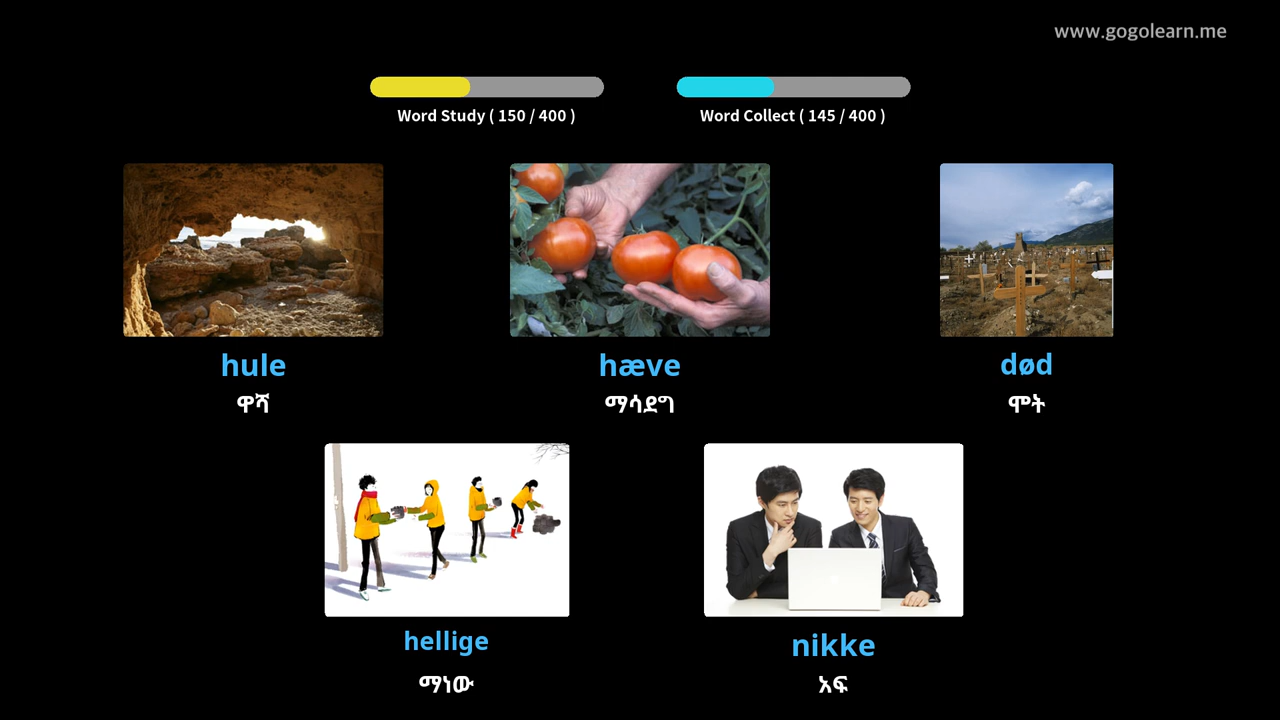 www.gogolearn.me
Word Study ( 150 / 400 )
Word Collect ( 145 / 400 )
hule
ዋሻ
hæve
ማሳደግ
død
ሞት
hellige
ማነው
nikke
አፍ